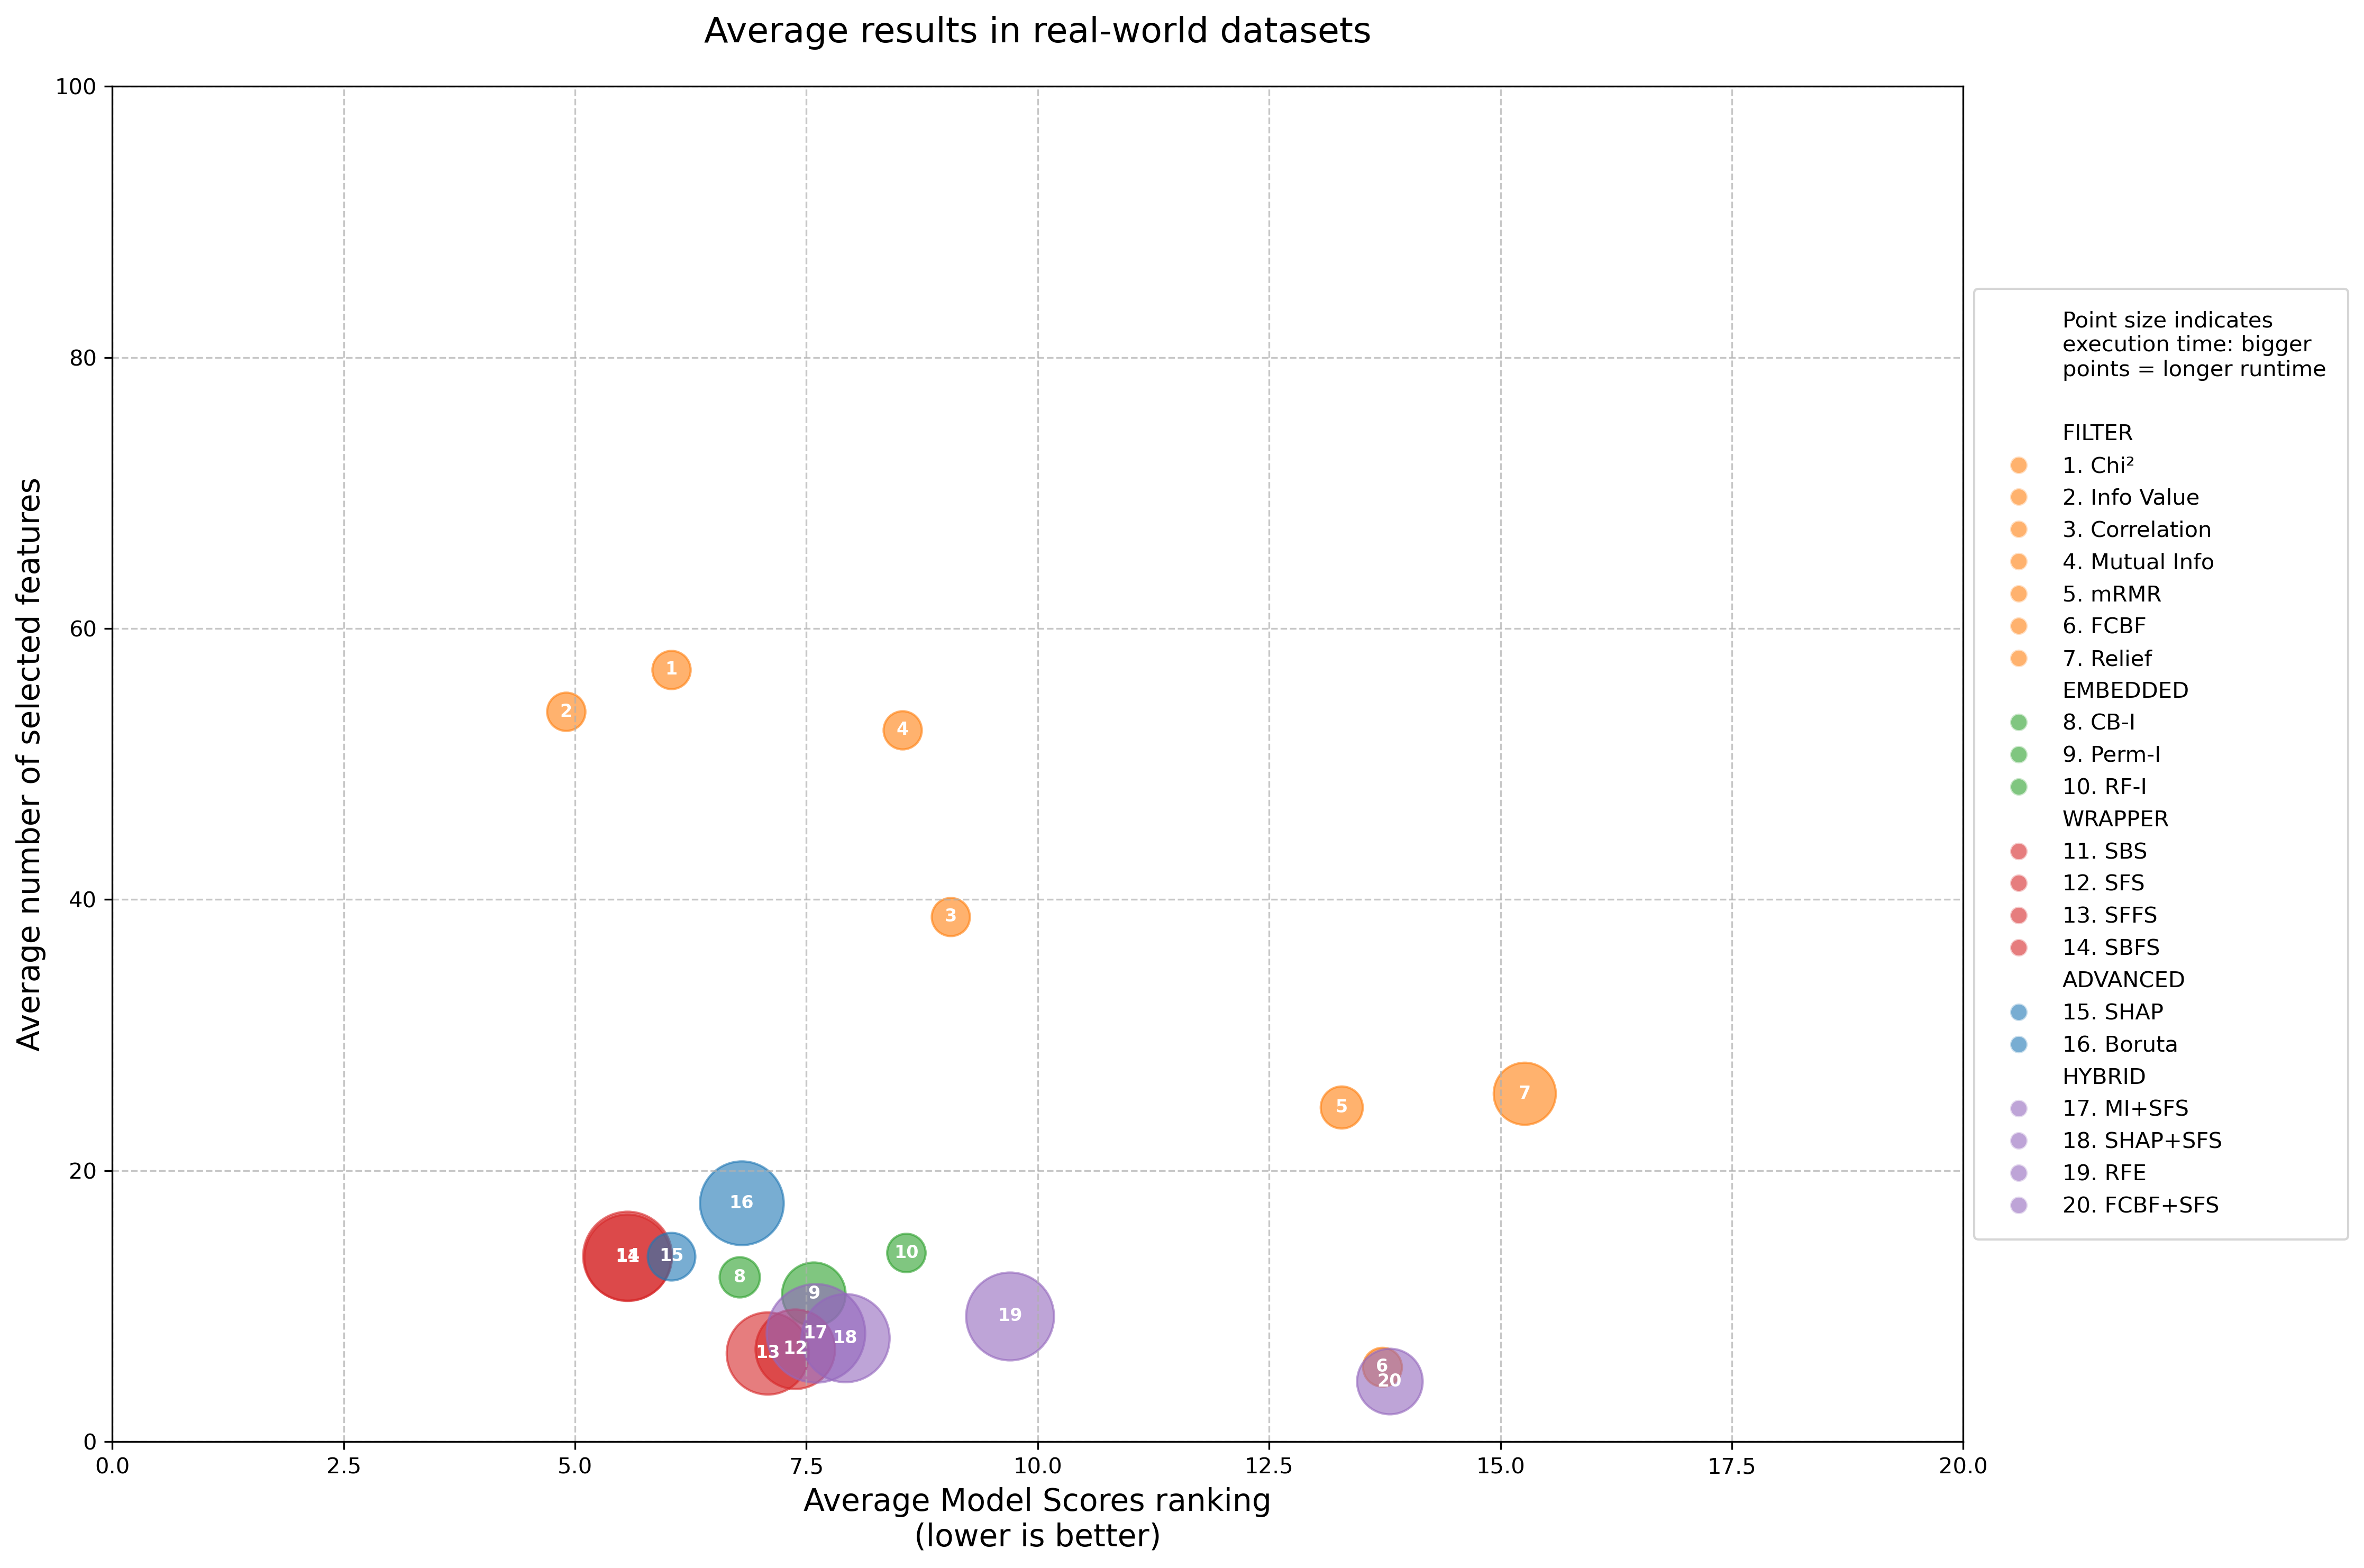 Average results in real-world datasets
Average number of selected features
100
80
60
40
20
0
1
2
4
3
7
5
16
14
11
15
10
8
9
19
17
18
12
13
6
20
0.0
2.5
5.0
7.5
10.0
12.5
15.0
17.5
20.0
Average Model Scores ranking
(lower is better)
Point size indicates
execution time: bigger
points = longer runtime
FILTER
1. Chi²
2. Info Value
3. Correlation
4. Mutual Info
5. mRMR
6. FCBF
7. Relief
EMBEDDED
8. CB-I
9. Perm-I
10. RF-I
WRAPPER
11. SBS
12. SFS
13. SFFS
14. SBFS
ADVANCED
15. SHAP
16. Boruta
HYBRID
17. MI+SFS
18. SHAP+SFS
19. RFE
20. FCBF+SFS